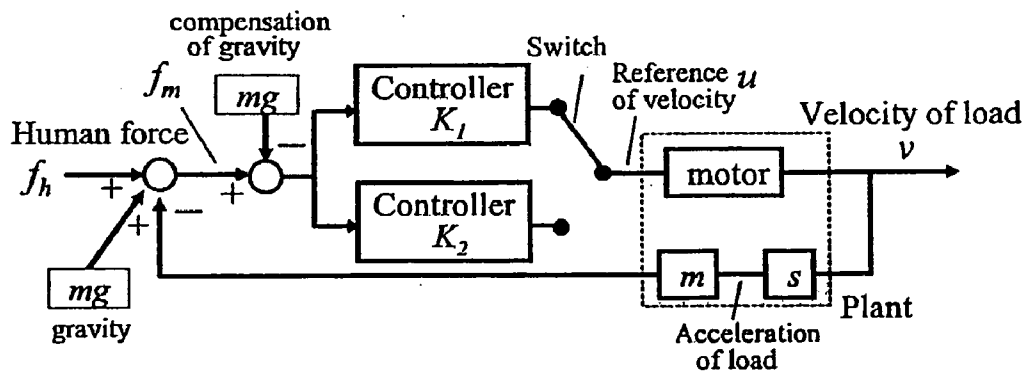 compensation
of gravity
mg
f_m
Human force
f_h
+
+
−
mg
gravity
+
−
Controller
K_1
Controller
K_2
Switch
Reference u
of velocity
motor
Velocity of load
v
m
s
Plant
Acceleration
of load